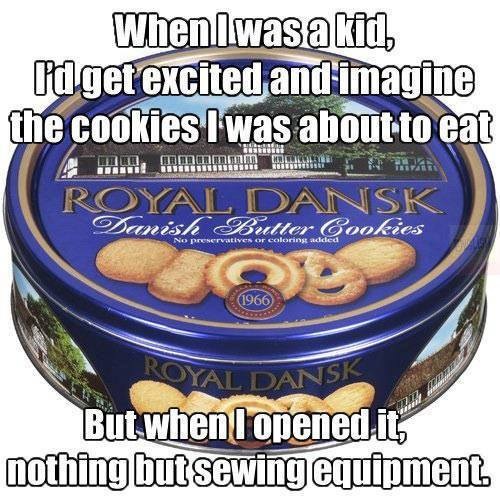 When I was a kid,
I'd get excited and imagine
the cookies I was about to eat
ROYAL DANSK
Danish Butter Cookies
No preservatives or coloring added
1966
ROYAL DANSK
But when I opened it,
nothing but sewing equipment.